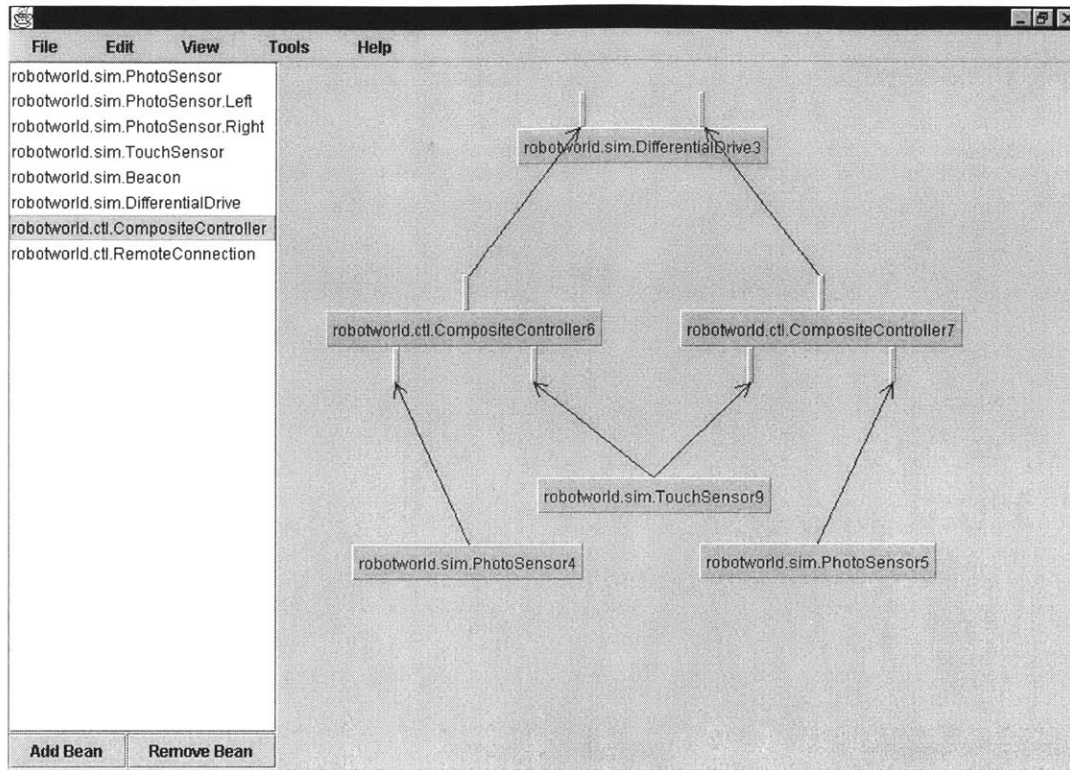 File Edit View Tools Help
robotworld.sim.PhotoSensor
robotworld.sim.PhotoSensor.Left
robotworld.sim.PhotoSensor.Right
robotworld.sim.TouchSensor
robotworld.sim.Beacon
robotworld.sim.DifferentialDrive
robotworld.ctl.CompositeController
robotworld.ctl.RemoteConnection
Add Bean Remove Bean
robotworld.sim.DifferentialDrive3
robotworld.ctl.CompositeController6
robotworld.ctl.CompositeController7
robotworld.sim.TouchSensor9
robotworld.sim.PhotoSensor4
robotworld.sim.PhotoSensor5